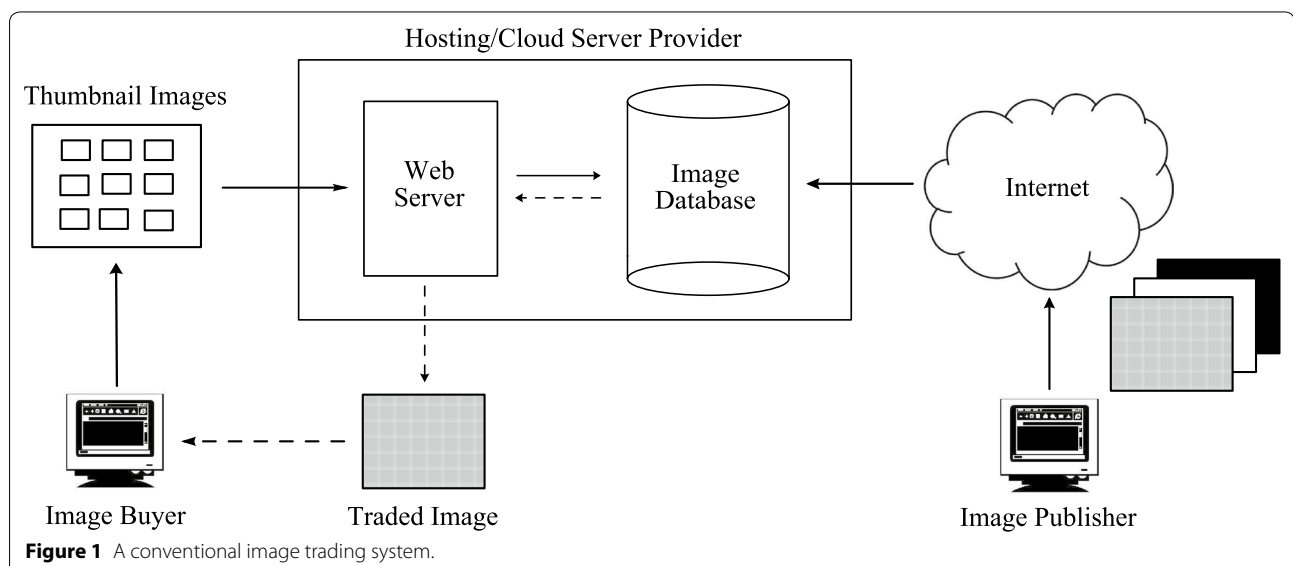 Hosting/Cloud Server Provider
Thumbnail Images
Web
Server
Image
Database
Internet
Image Buyer
Traded Image
Image Publisher
Figure 1 A conventional image trading system.